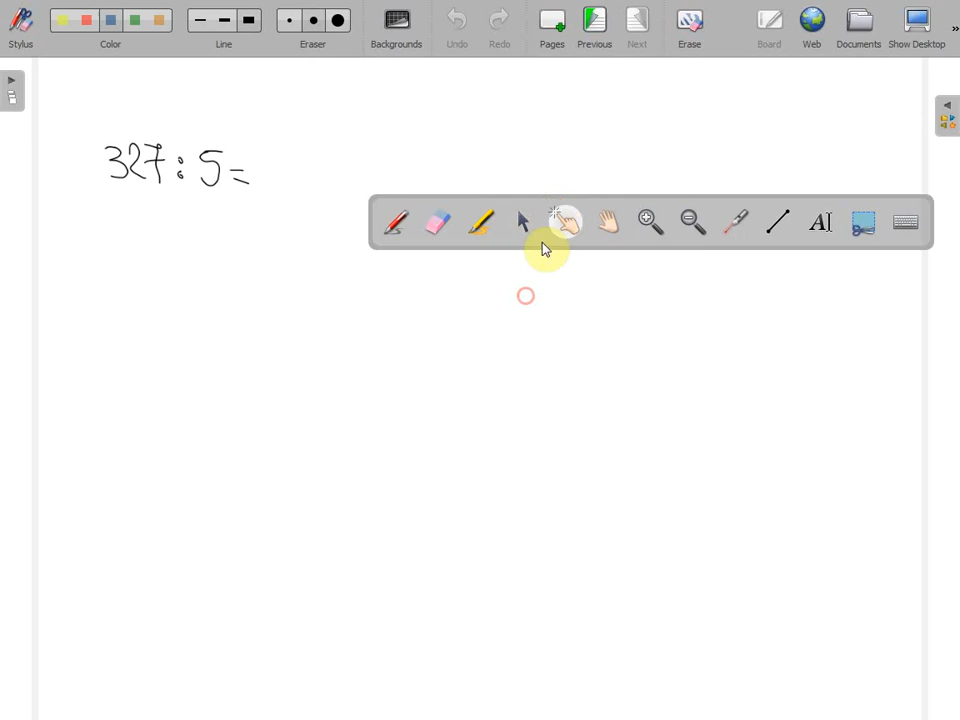 Stylus Color Line Eraser Backgrounds Undo Redo Pages Previous Next Erase Board Web Documents Show Desktop »
327:5=
A